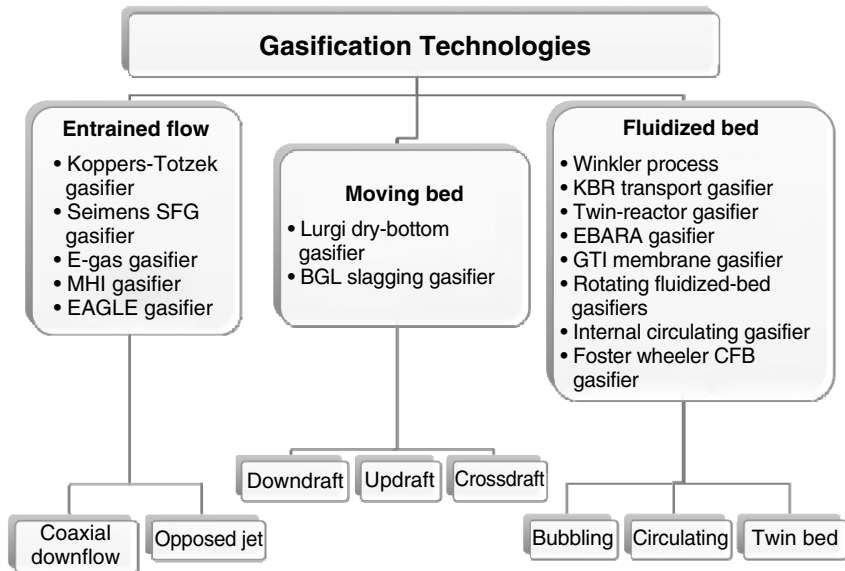 Gasification Technologies
Entrained flow
• Koppers-Totzek
gasifier
• Seimens SFG
gasifier
• E-gas gasifier
• MHI gasifier
• EAGLE gasifier
Moving bed
• Lurgi dry-bottom
gasifier
• BGL slagging gasifier
Fluidized bed
• Winkler process
• KBR transport gasifier
• Twin-reactor gasifier
• EBARA gasifier
• GTI membrane gasifier
• Rotating fluidized-bed
gasifiers
• Internal circulating gasifier
• Foster wheeler CFB
gasifier
Coaxial
downflow
Opposed jet
Downdraft
Updraft
Crossdraft
Bubbling
Circulating
Twin bed